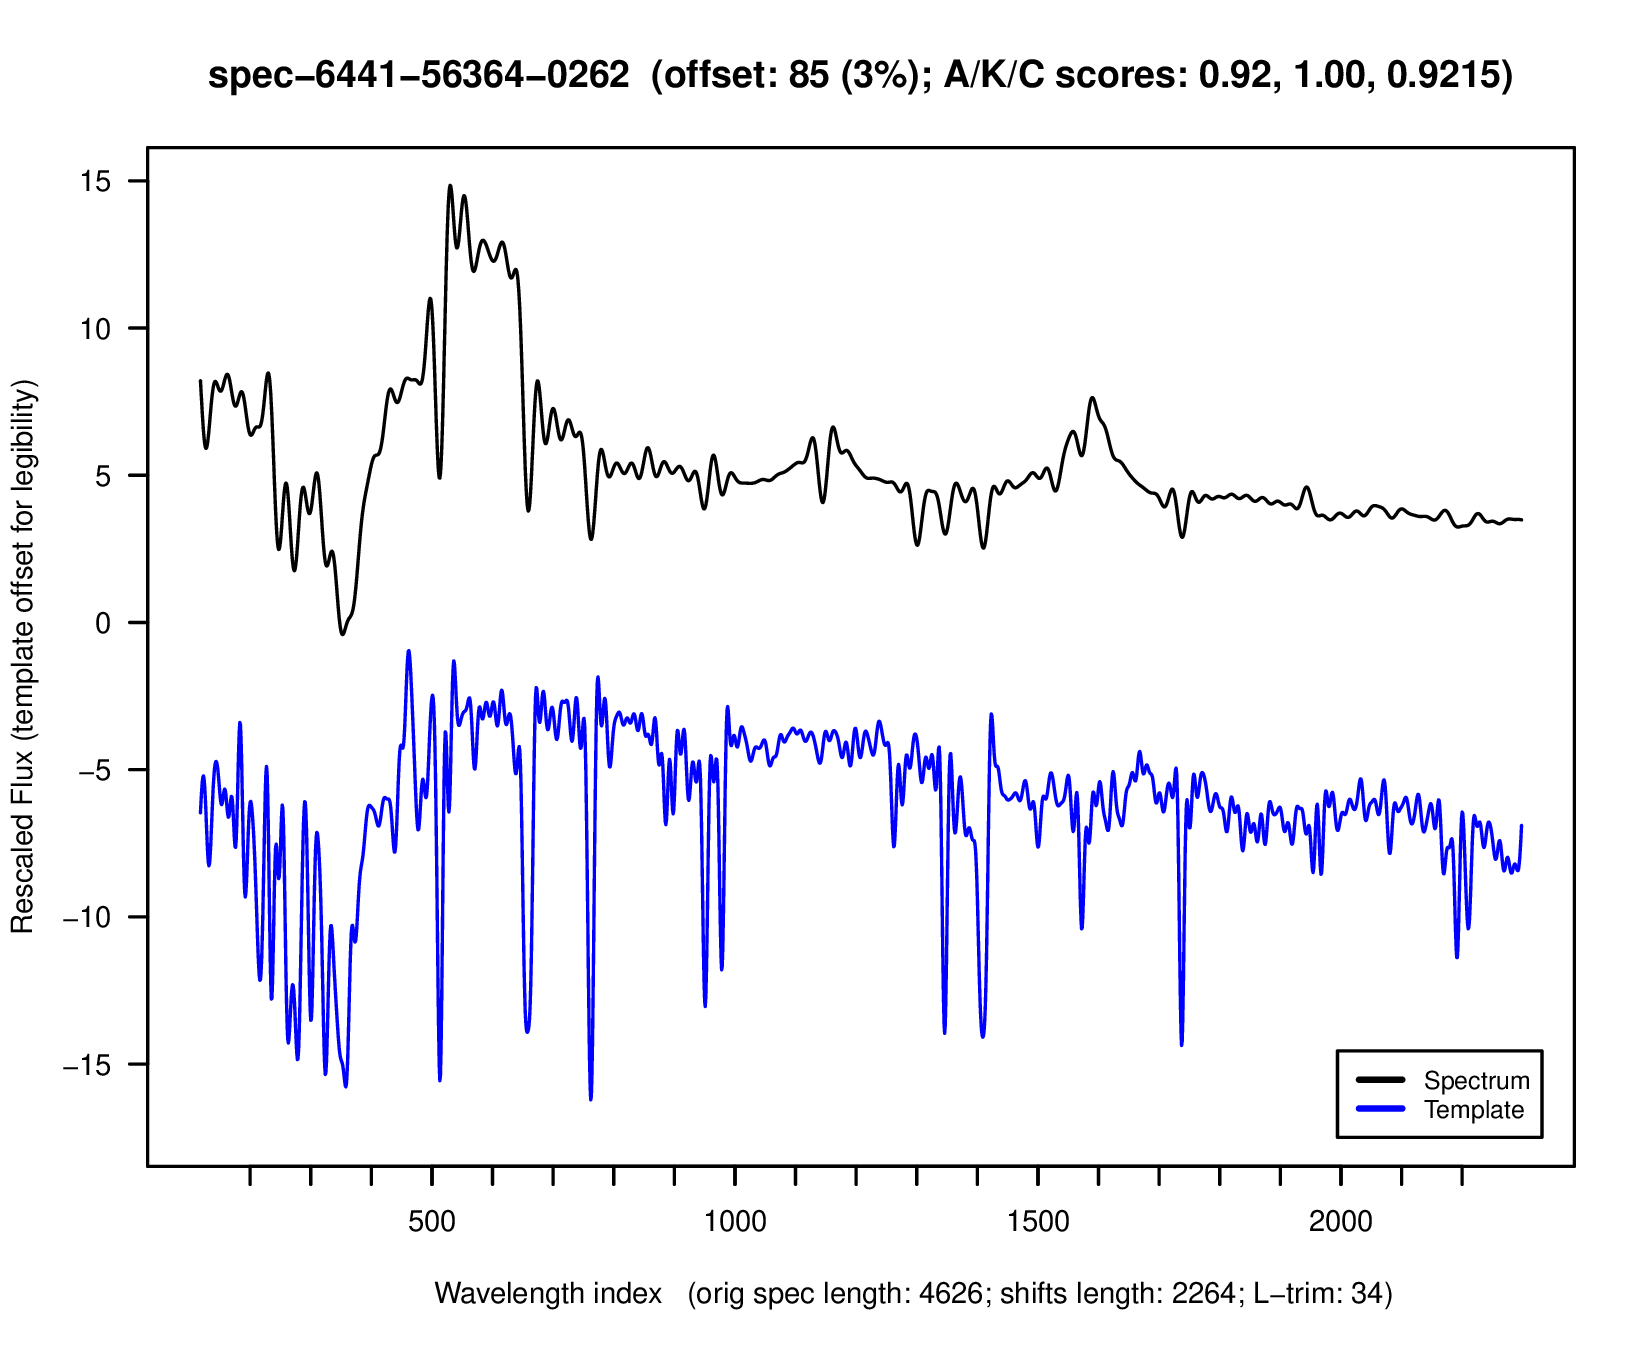 spec−6441−56364−0262  (offset: 85 (3%); A/K/C scores: 0.92, 1.00, 0.9215)
Rescaled Flux (template offset for legibility)
15
10
5
0
−5
−10
−15
Spectrum
Template
500 1000 1500 2000
Wavelength index   (orig spec length: 4626; shifts length: 2264; L−trim: 34)